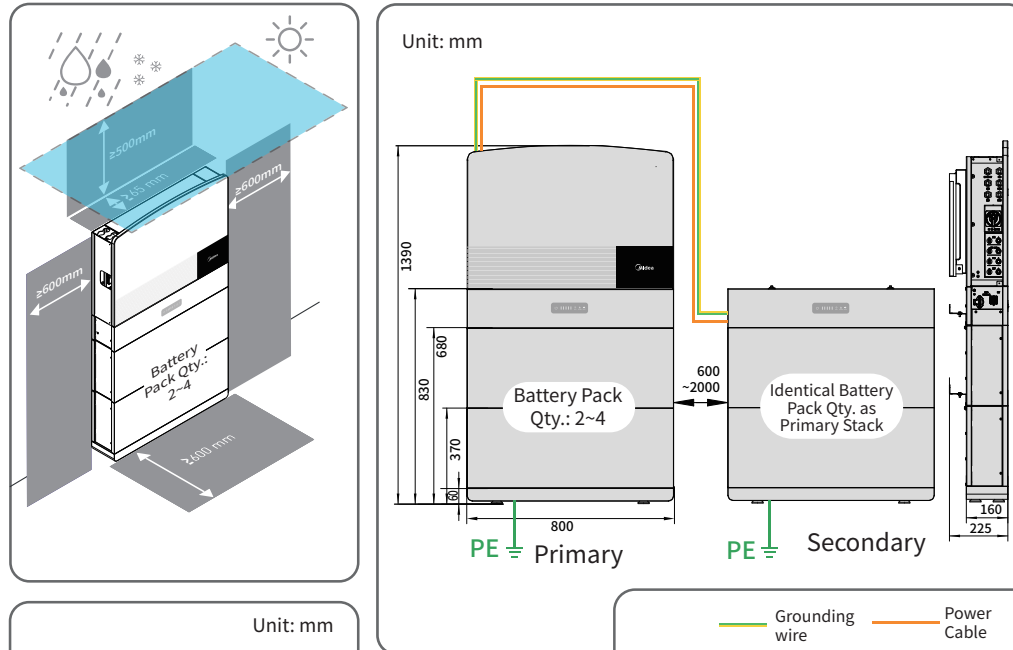 ≥500mm
≥65 mm
≥600mm
≥600mm
Battery
Pack Qty.:
2~4
≥600 mm
Unit: mm
Unit: mm
1390
830
680
370
60
800
Midea
Battery Pack
Qty.: 2~4
600
~2000
Identical Battery
Pack Qty. as
Primary Stack
160
225
PE
Primary
PE
Secondary
Grounding
wire
Power
Cable